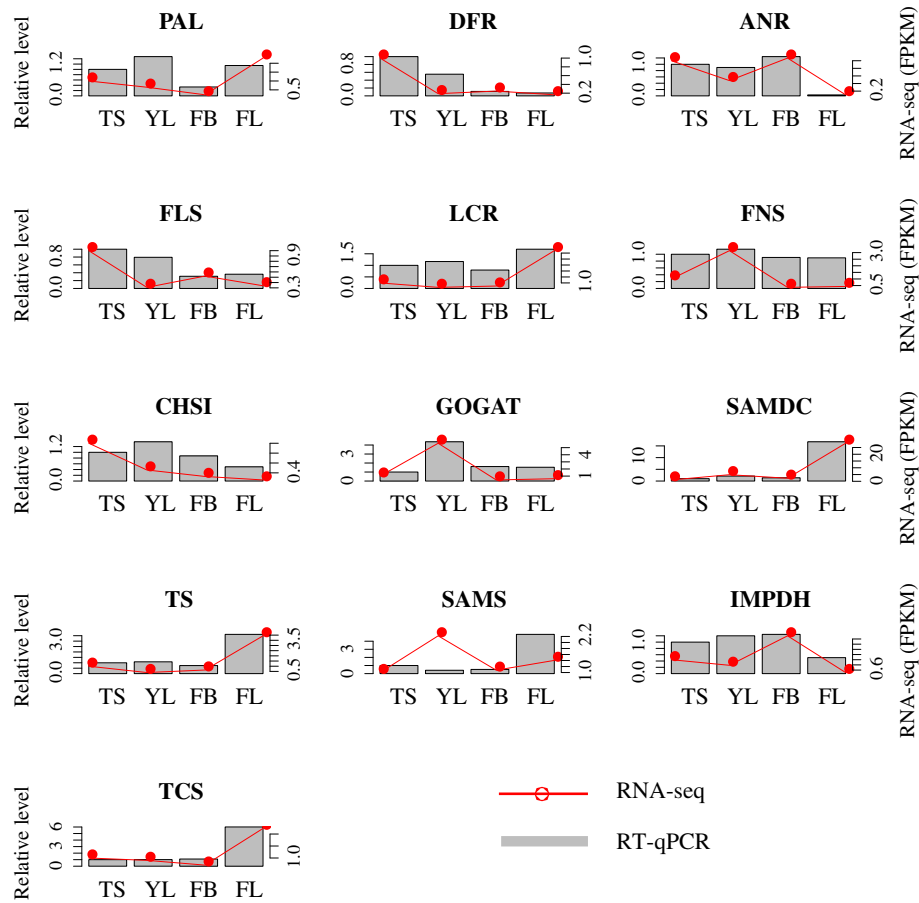 PAL DFR ANR
Relative level 0.0 1.2 0.5 0.0 0.8 0.2 1.0 0.0 1.0 0.2 RNA-seq (FPKM)
TS YL FB FL TS YL FB FL TS YL FB FL
FLS LCR FNS
Relative level 0.0 0.8 0.3 0.9 0.0 1.5 1.0 0.0 1.0 0.5 3.0 RNA-seq (FPKM)
TS YL FB FL TS YL FB FL TS YL FB FL
CHSI GOGAT SAMDC
Relative level 0.0 1.2 0.4 0 3 1 4 0 10 0 20 RNA-seq (FPKM)
TS YL FB FL TS YL FB FL TS YL FB FL
TS SAMS IMPDH
Relative level 0.0 3.0 0.5 3.5 0 3 1.0 2.2 0.0 1.0 0.6 RNA-seq (FPKM)
TS YL FB FL TS YL FB FL TS YL FB FL
TCS
RNA-seq
Relative level 0 3 6 1.0
RT-qPCR
TS YL FB FL